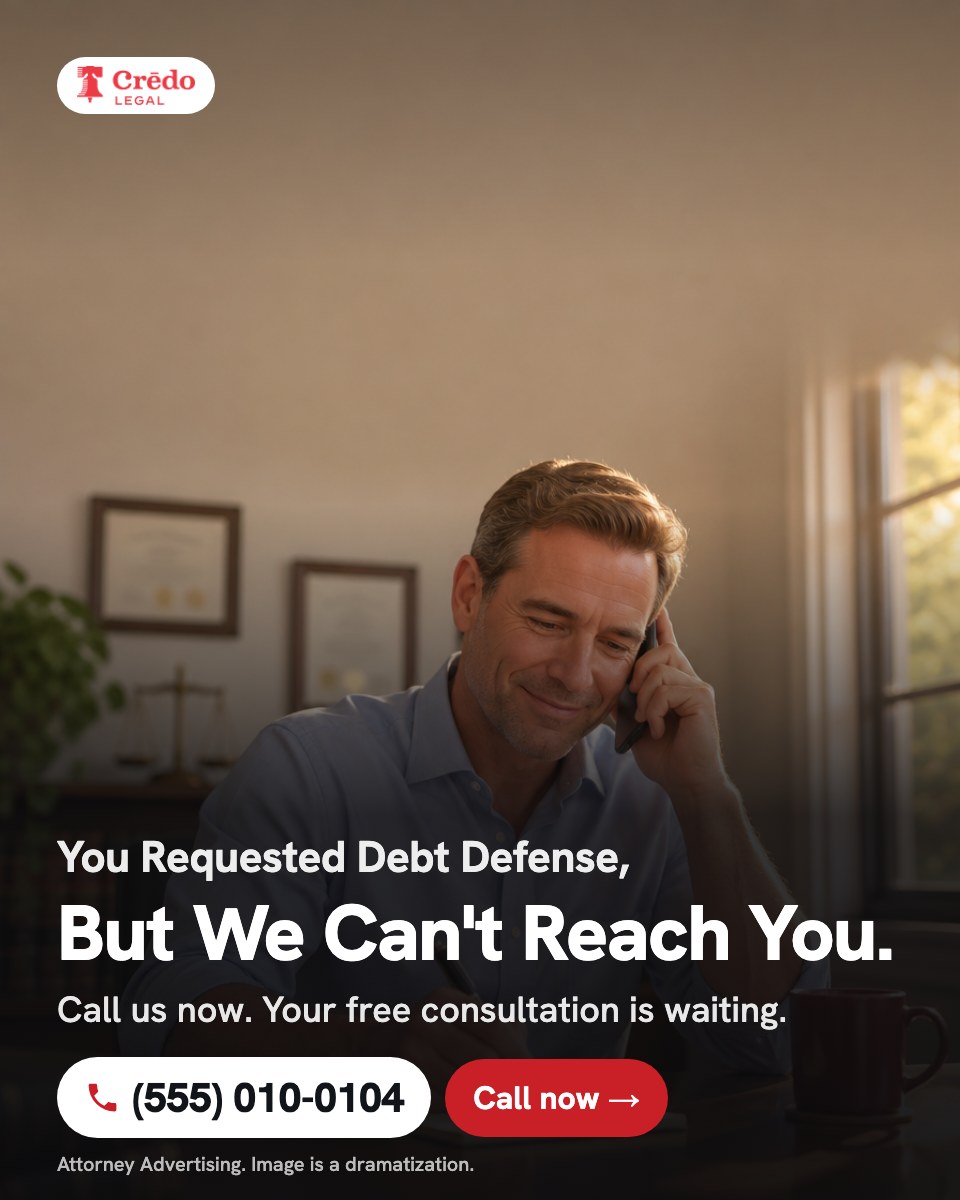 Crēdo
LEGAL
You Requested Debt Defense,
But We Can't Reach You.
Call us now. Your free consultation is waiting.
(555) 010-0104
Call now →
Attorney Advertising. Image is a dramatization.